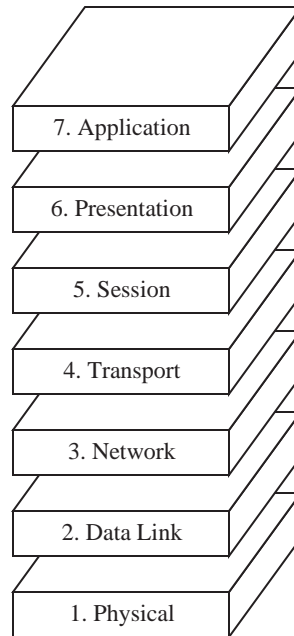 7. Application
6. Presentation
5. Session
4. Transport
3. Network
2. Data Link
1. Physical